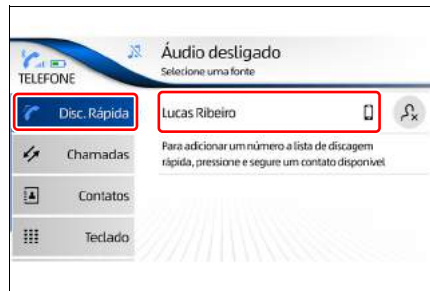 TELEFONE
Áudio desligado
Selecione uma fonte
Disc. Rápida
Lucas Ribeiro
Chamadas
Para adicionar um número a lista de discagem
rápida, pressione e segure um contato disponível
Contatos
Teclado